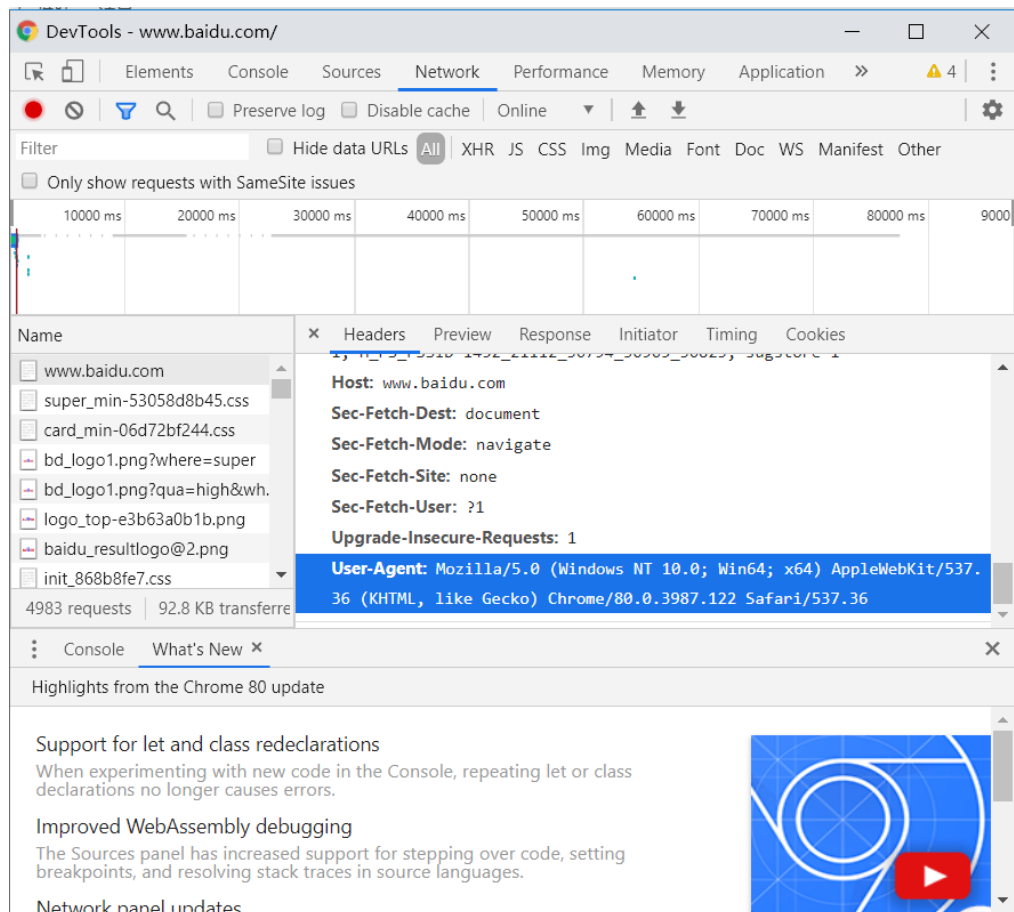 DevTools - www.baidu.com/
Elements Console Sources Network Performance Memory Application » 4
Preserve log Disable cache Online
Filter Hide data URLs All XHR JS CSS Img Media Font Doc WS Manifest Other
Only show requests with SameSite issues
10000 ms 20000 ms 30000 ms 40000 ms 50000 ms 60000 ms 70000 ms 80000 ms 9000
Name
www.baidu.com
super_min-53058d8b45.css
card_min-06d72bf244.css
bd_logo1.png?where=super
bd_logo1.png?qua=high&wh.
logo_top-e3b63a0b1b.png
baidu_resultlogo@2.png
init_868b8fe7.css
4983 requests 92.8 KB transferre
× Headers Preview Response Initiator Timing Cookies
Host: www.baidu.com
Sec-Fetch-Dest: document
Sec-Fetch-Mode: navigate
Sec-Fetch-Site: none
Sec-Fetch-User: ?1
Upgrade-Insecure-Requests: 1
User-Agent: Mozilla/5.0 (Windows NT 10.0; Win64; x64) AppleWebKit/537.
36 (KHTML, like Gecko) Chrome/80.0.3987.122 Safari/537.36
Console What's New ×
Highlights from the Chrome 80 update
Support for let and class redeclarations
When experimenting with new code in the Console, repeating let or class
declarations no longer causes errors.
Improved WebAssembly debugging
The Sources panel has increased support for stepping over code, setting
breakpoints, and resolving stack traces in source languages.
Network panel updates